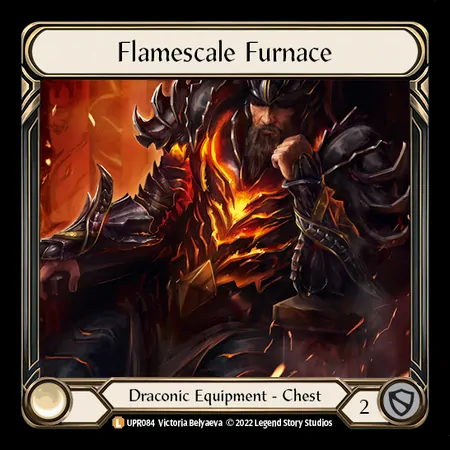 Flamescale Furnace
Draconic Equipment - Chest
2
L UPR084 Victoria Belyaeva © 2022 Legend Story Studios